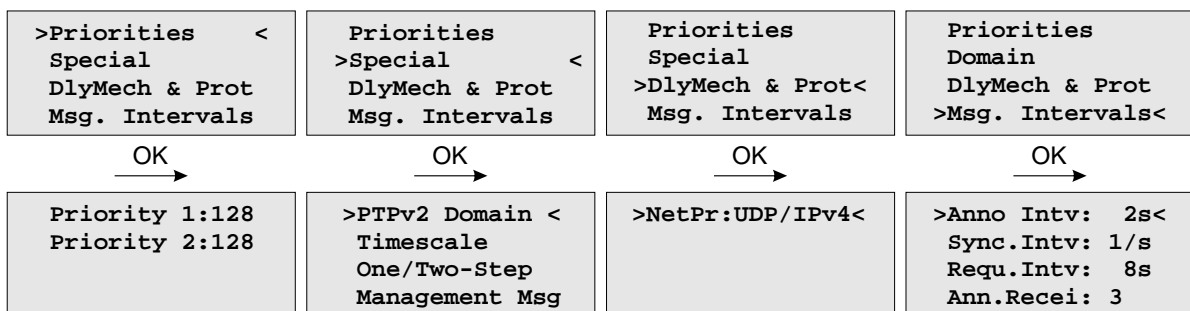 >Priorities <
Special
DlyMech & Prot
Msg. Intervals
Priorities
>Special <
DlyMech & Prot
Msg. Intervals
Priorities
Special
>DlyMech & Prot<
Msg. Intervals
Priorities
Domain
DlyMech & Prot
>Msg. Intervals<
OK
OK
OK
OK
Priority 1:128
Priority 2:128
>PTPv2 Domain <
Timescale
One/Two-Step
Management Msg
>NetPr:UDP/IPv4<
>Anno Intv: 2s<
Sync.Intv: 1/s
Requ.Intv: 8s
Ann.Recei: 3